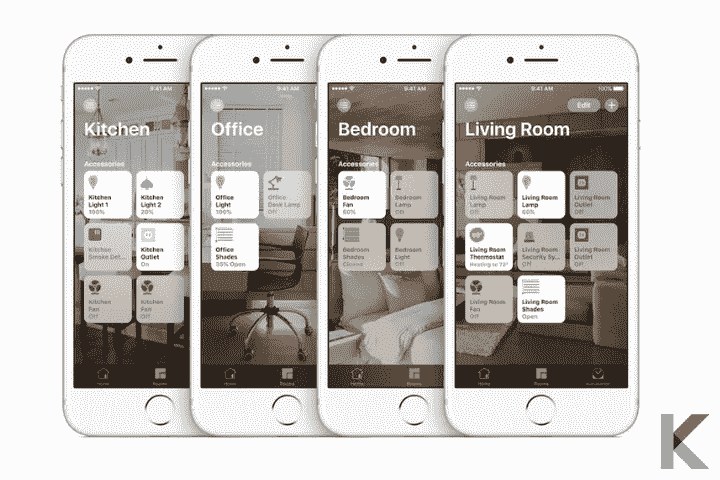 9:41 AM
Kitchen
Accessories
Kitchen
Light 1
100%
Kitchen
Light 2
20%
Kitchen
Smoke Det...
Kitchen
Outlet
On
Kitchen
Fan
Off
Kitchen
Fan
Off
Home
Rooms
9:41 AM
Office
Accessories
Office
Light
100%
Office
Desk Lamp
Off
Office
Shades
Open
Home
Rooms
9:41 AM
Bedroom
Accessories
Bedroom
Fan
60%
Bedroom
Lamp
Off
Bedroom
Shades
Closed
Bedroom
Light
Off
Home
Rooms
9:41 AM
100%
Edit
Living Room
Accessories
Living Room
Lamp
Off
Living Room
Lamp
60%
Living Room
Outlet
Off
Living Room
Thermostat
Heating to
Living Room
Security Sy...
Off
Living Room
Outlet
Off
Living Room
Fan
Off
Living Room
Shades
Open
Home
Rooms
K